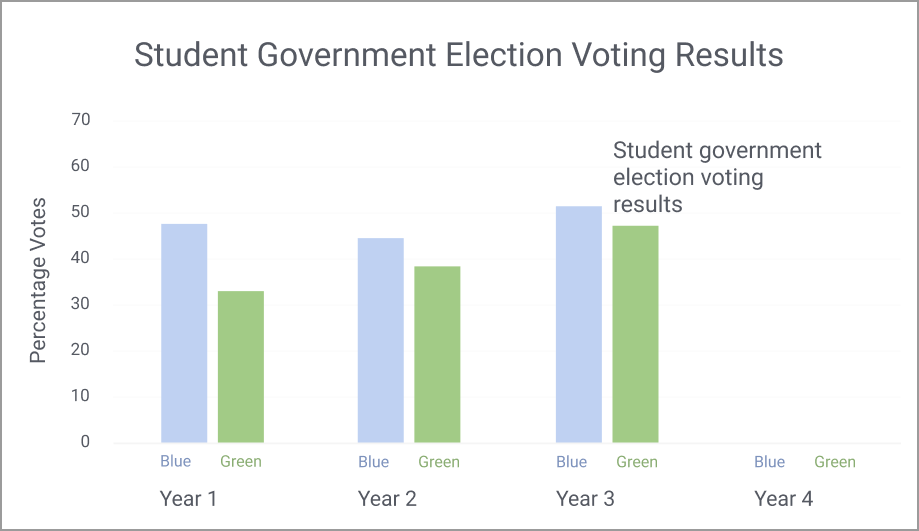 Student Government Election Voting Results
Percentage Votes
70
60
50
40
30
20
10
0
Student government
election voting
results
Blue Green Blue Green Blue Green Blue Green
Year 1 Year 2 Year 3 Year 4